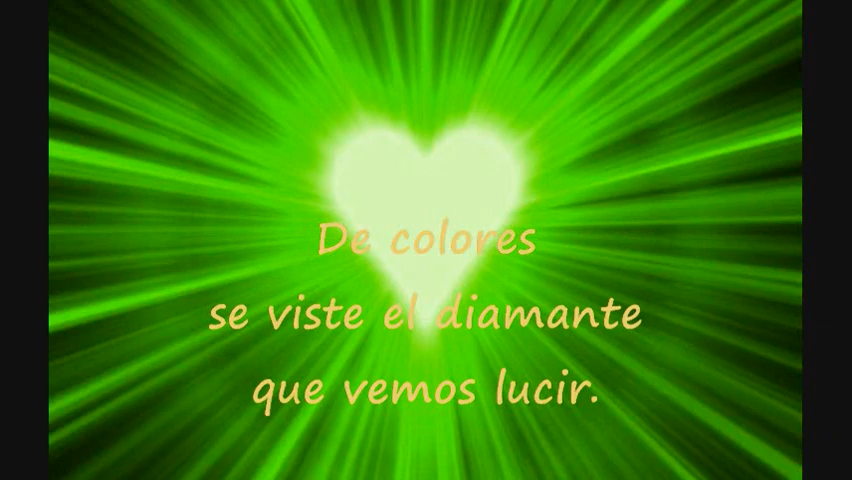 De colores
se viste el diamante
que vemos lucir.